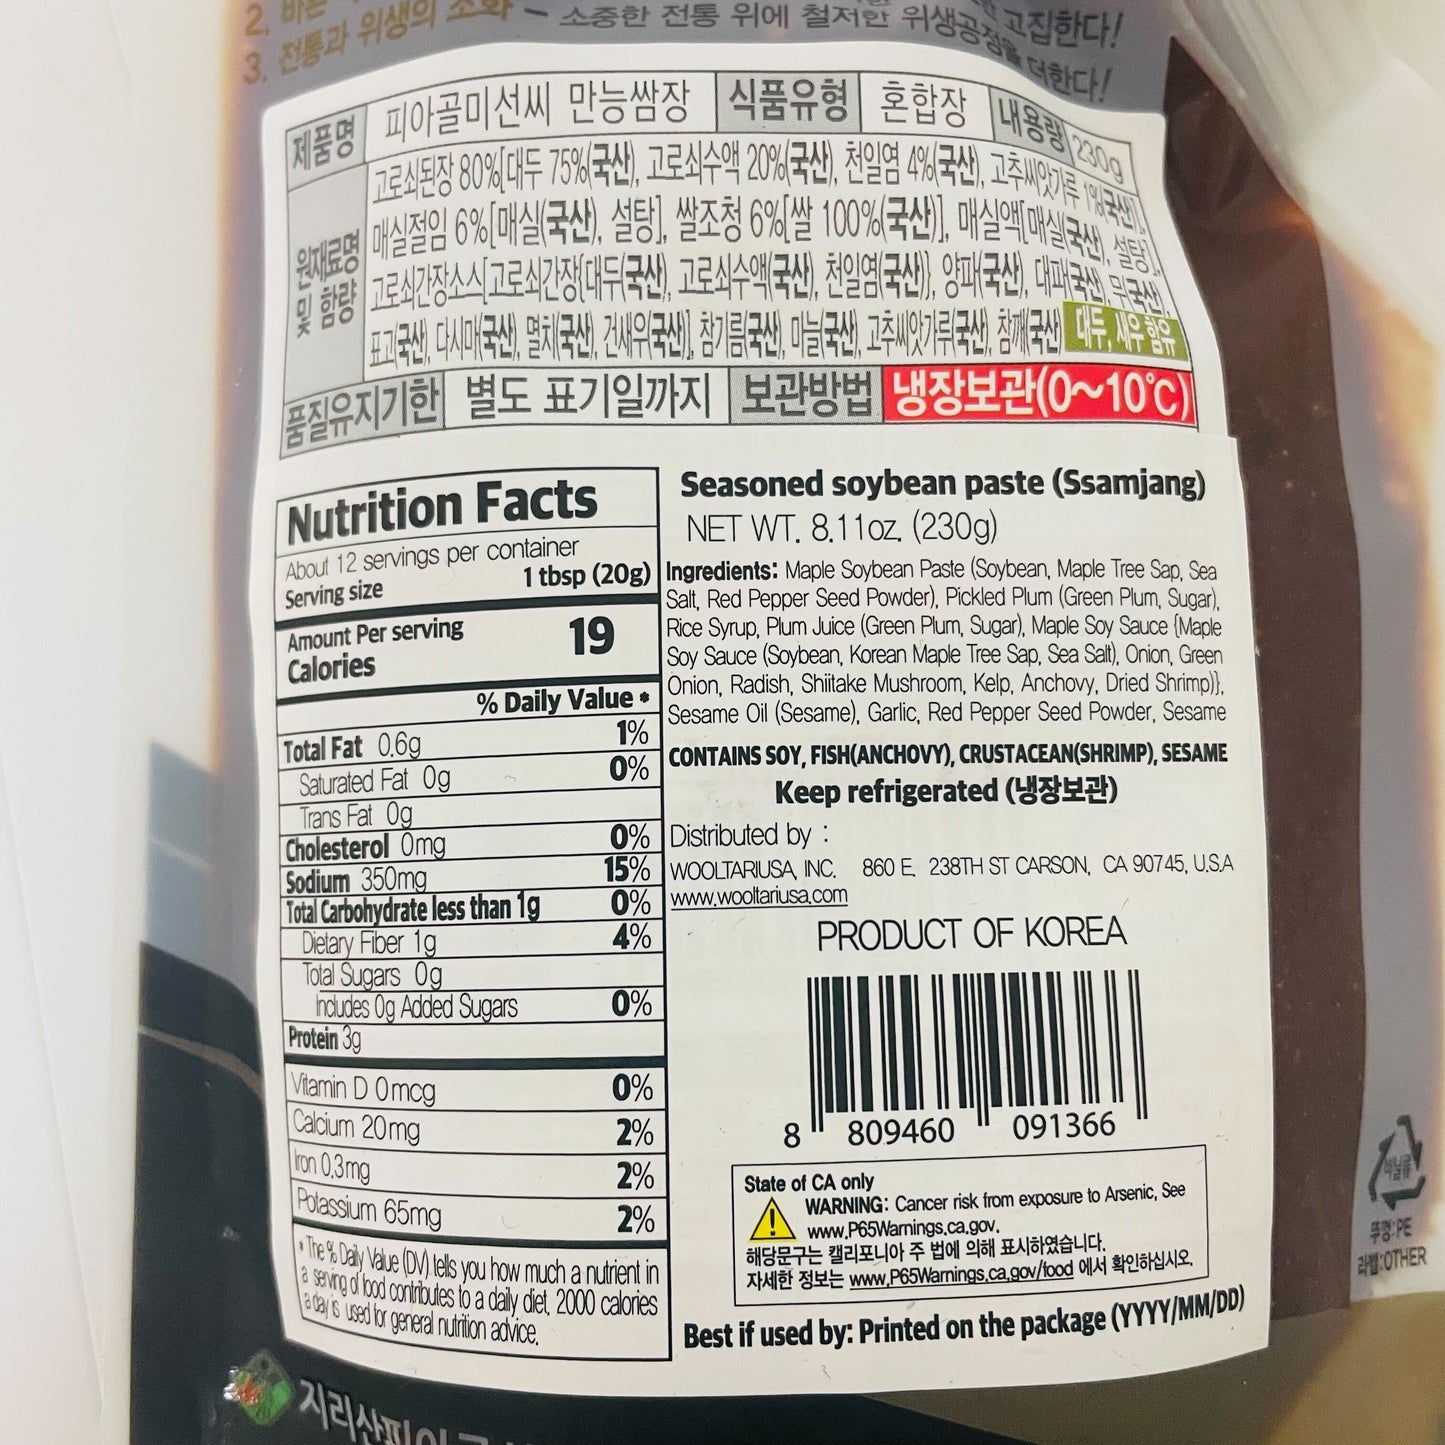 2. 바른
3. 전통과 위생의 조화 – 소중한 전통 위에 철저한 위생공정을 더한다!
고집한다!
제품명 피아골미선씨 만능쌈장 식품유형 혼합장 내용량 230g
원재료명 및 함량 고로쇠된장 80%[대두 75%(국산), 고로쇠수액 20%(국산), 천일염 4%(국산), 고추씨앗가루 1%(국산)],
매실절임 6%[매실(국산), 설탕], 쌀조청 6%[쌀 100%(국산)], 매실액[매실(국산), 설탕],
고로쇠간장소스[고로쇠간장{대두(국산), 고로쇠수액(국산), 천일염(국산)}, 양파(국산), 대파(국산), 무(국산),
표고(국산), 다시마(국산), 멸치(국산), 건새우(국산)], 참기름(국산), 마늘(국산), 고추씨앗가루(국산), 참깨(국산) 대두, 새우 함유
품질유지기한 별도 표기일까지 보관방법 냉장보관(0~10℃)
Nutrition Facts
About 12 servings per container
Serving size 1 tbsp (20g)
Amount Per serving
Calories 19
% Daily Value *
Total Fat 0.6g 1%
Saturated Fat 0g 0%
Trans Fat 0g
Cholesterol 0mg 0%
Sodium 350mg 15%
Total Carbohydrate less than 1g 0%
Dietary Fiber 1g 4%
Total Sugars 0g
Includes 0g Added Sugars 0%
Protein 3g
Vitamin D 0mcg 0%
Calcium 20mg 2%
Iron 0.3mg 2%
Potassium 65mg 2%
* The % Daily Value (DV) tells you how much a nutrient in
a serving of food contributes to a daily diet, 2000 calories
a day is used for general nutrition advice.
Seasoned soybean paste (Ssamjang)
NET WT. 8.11oz. (230g)
Ingredients: Maple Soybean Paste (Soybean, Maple Tree Sap, Sea
Salt, Red Pepper Seed Powder), Pickled Plum (Green Plum, Sugar),
Rice Syrup, Plum Juice (Green Plum, Sugar), Maple Soy Sauce {Maple
Soy Sauce (Soybean, Korean Maple Tree Sap, Sea Salt), Onion, Green
Onion, Radish, Shiitake Mushroom, Kelp, Anchovy, Dried Shrimp)},
Sesame Oil (Sesame), Garlic, Red Pepper Seed Powder, Sesame
CONTAINS SOY, FISH(ANCHOVY), CRUSTACEAN(SHRIMP), SESAME
Keep refrigerated (냉장보관)
Distributed by :
WOOLTARIUSA, INC. 860 E. 238TH ST CARSON, CA 90745, U.S.A
www.wooltariusa.com
PRODUCT OF KOREA
8 809460 091366
State of CA only
WARNING: Cancer risk from exposure to Arsenic, See
www.P65Warnings.ca.gov.
해당문구는 캘리포니아 주 법에 의해 표시하였습니다.
자세한 정보는 www.P65Warnings.ca.gov/food 에서 확인하십시오.
Best if used by: Printed on the package (YYYY/MM/DD)
비닐류
뚜껑:PE
라벨:OTHER
지리산피아골